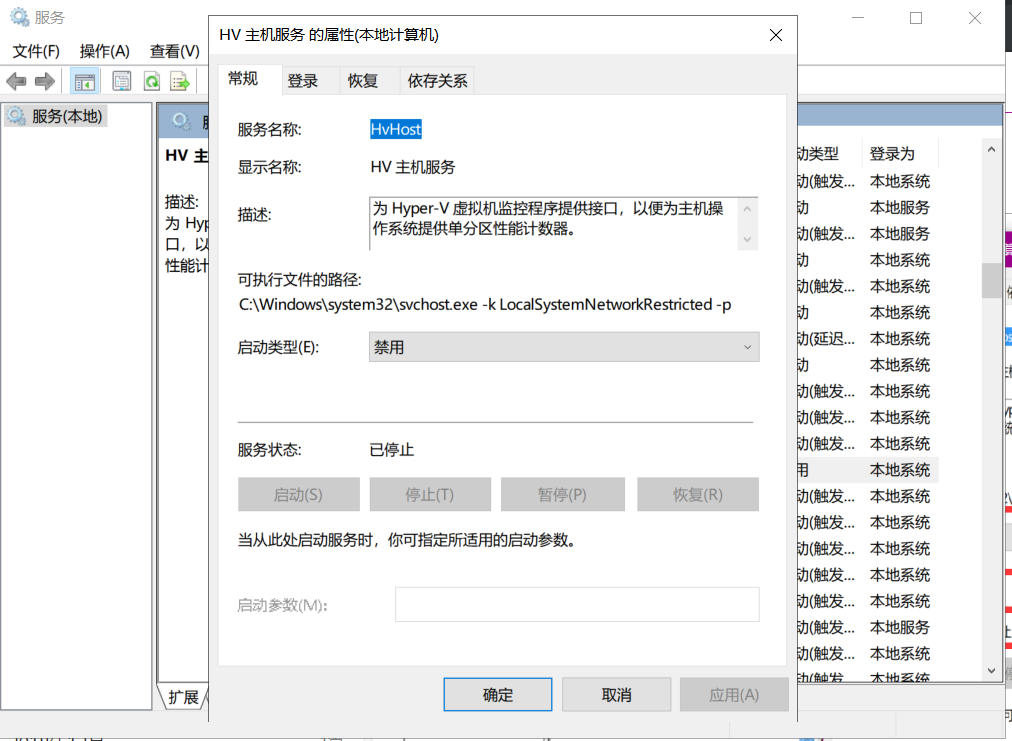 服务
文件(F) 操作(A) 查看(V)
服务(本地)
HV 主
描述:
为 Hyp
口，以
性能计
扩展
HV 主机服务 的属性(本地计算机)
常规 登录 恢复 依存关系
服务名称: HvHost
显示名称: HV 主机服务
描述: 为 Hyper-V 虚拟机监控程序提供接口，以便为主机操
作系统提供单分区性能计数器。
可执行文件的路径:
C:\Windows\system32\svchost.exe -k LocalSystemNetworkRestricted -p
启动类型(E): 禁用
服务状态: 已停止
启动(S) 停止(T) 暂停(P) 恢复(R)
当从此处启动服务时，你可指定所适用的启动参数。
启动参数(M):
确定 取消 应用(A)
动类型 登录为
动(触发... 本地系统
动 本地服务
动(触发... 本地服务
动 本地系统
动(触发... 本地系统
动 本地系统
动(延迟... 本地系统
动 本地系统
动(触发... 本地系统
动(触发... 本地系统
动(触发... 本地系统
用 本地系统
动(触发... 本地系统
动(触发... 本地系统
动(触发... 本地系统
动(触发... 本地系统
动(触发... 本地系统
动(触发... 本地服务
动(触发... 本地系统
动(触发... 本地系统